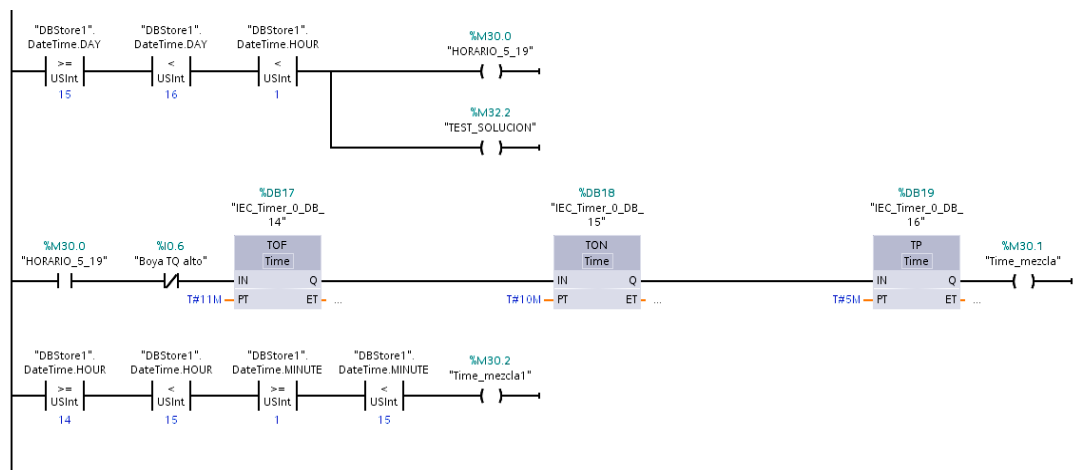 "DBStore1". "DBStore1". "DBStore1".
DateTime.DAY DateTime.DAY DateTime.HOUR %M30.0
"HORARIO_5_19"
>= < <
USInt USInt USInt
15 16 1
%M32.2
"TEST_SOLUCION"
%DB17 %DB18 %DB19
"IEC_Timer_0_DB_ "IEC_Timer_0_DB_ "IEC_Timer_0_DB_
14" 15" 16"
%M30.0 %I0.6 TOF TON TP %M30.1
"HORARIO_5_19" "Boya TQ alto" Time Time Time "Time_mezcla"
IN Q IN Q IN Q
T#11M PT ET ... T#10M PT ET ... T#5M PT ET ...
"DBStore1". "DBStore1". "DBStore1". "DBStore1".
DateTime.HOUR DateTime.HOUR DateTime.MINUTE DateTime.MINUTE %M30.2
"Time_mezcla1"
>= < >= <
USInt USInt USInt USInt
14 15 1 15